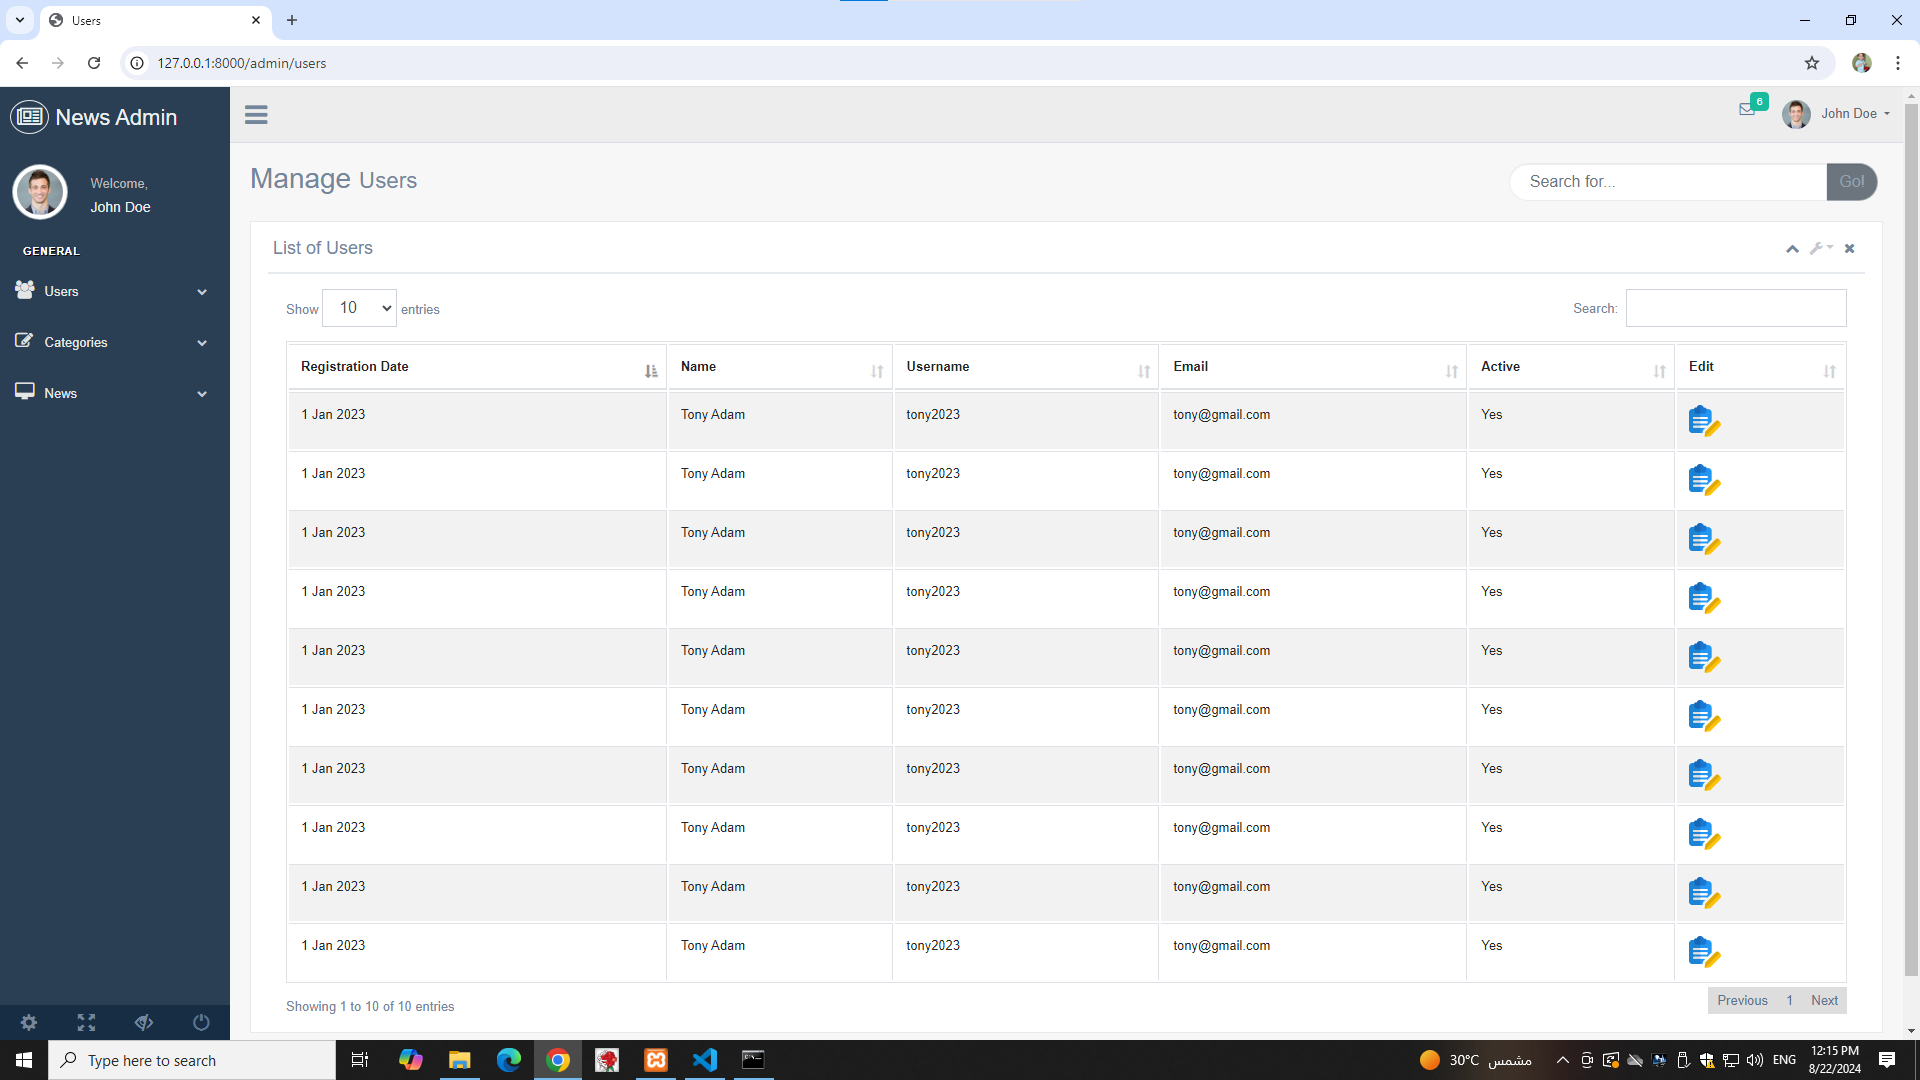 Users
127.0.0.1:8000/admin/users
News Admin
6
John Doe
Welcome,
John Doe
Manage Users
Search for...
Go!
GENERAL
Users
Categories
News
List of Users
Show 10 entries
Search:
Registration Date Name Username Email Active Edit
1 Jan 2023 Tony Adam tony2023 tony@gmail.com Yes
1 Jan 2023 Tony Adam tony2023 tony@gmail.com Yes
1 Jan 2023 Tony Adam tony2023 tony@gmail.com Yes
1 Jan 2023 Tony Adam tony2023 tony@gmail.com Yes
1 Jan 2023 Tony Adam tony2023 tony@gmail.com Yes
1 Jan 2023 Tony Adam tony2023 tony@gmail.com Yes
1 Jan 2023 Tony Adam tony2023 tony@gmail.com Yes
1 Jan 2023 Tony Adam tony2023 tony@gmail.com Yes
1 Jan 2023 Tony Adam tony2023 tony@gmail.com Yes
1 Jan 2023 Tony Adam tony2023 tony@gmail.com Yes
Showing 1 to 10 of 10 entries
Previous 1 Next
Type here to search
30°C مشمس
ENG
12:15 PM
8/22/2024